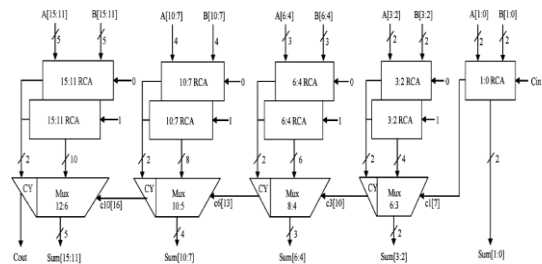 A[15:11] B[15:11] A[10:7] B[10:7] A[6:4] B[6:4] A[3:2] B[3:2] A[1:0] B[1:0]
5 5 4 4 3 3 2 2 2 2
15:11 RCA 0 10:7 RCA 0 6:4 RCA 0 3:2 RCA 0 1:0 RCA Cin
15:11 RCA 1 10:7 RCA 1 6:4 RCA 1 3:2 RCA 1
2 10 2 8 2 6 2 4 2
CY Mux 12:6 c10[16] CY Mux 10:5 c6[13] CY Mux 8:4 c3[10] CY Mux 6:3 c1[7]
5 4 3 2
Cout Sum[15:11] Sum[10:7] Sum[6:4] Sum[3:2] Sum[1:0]